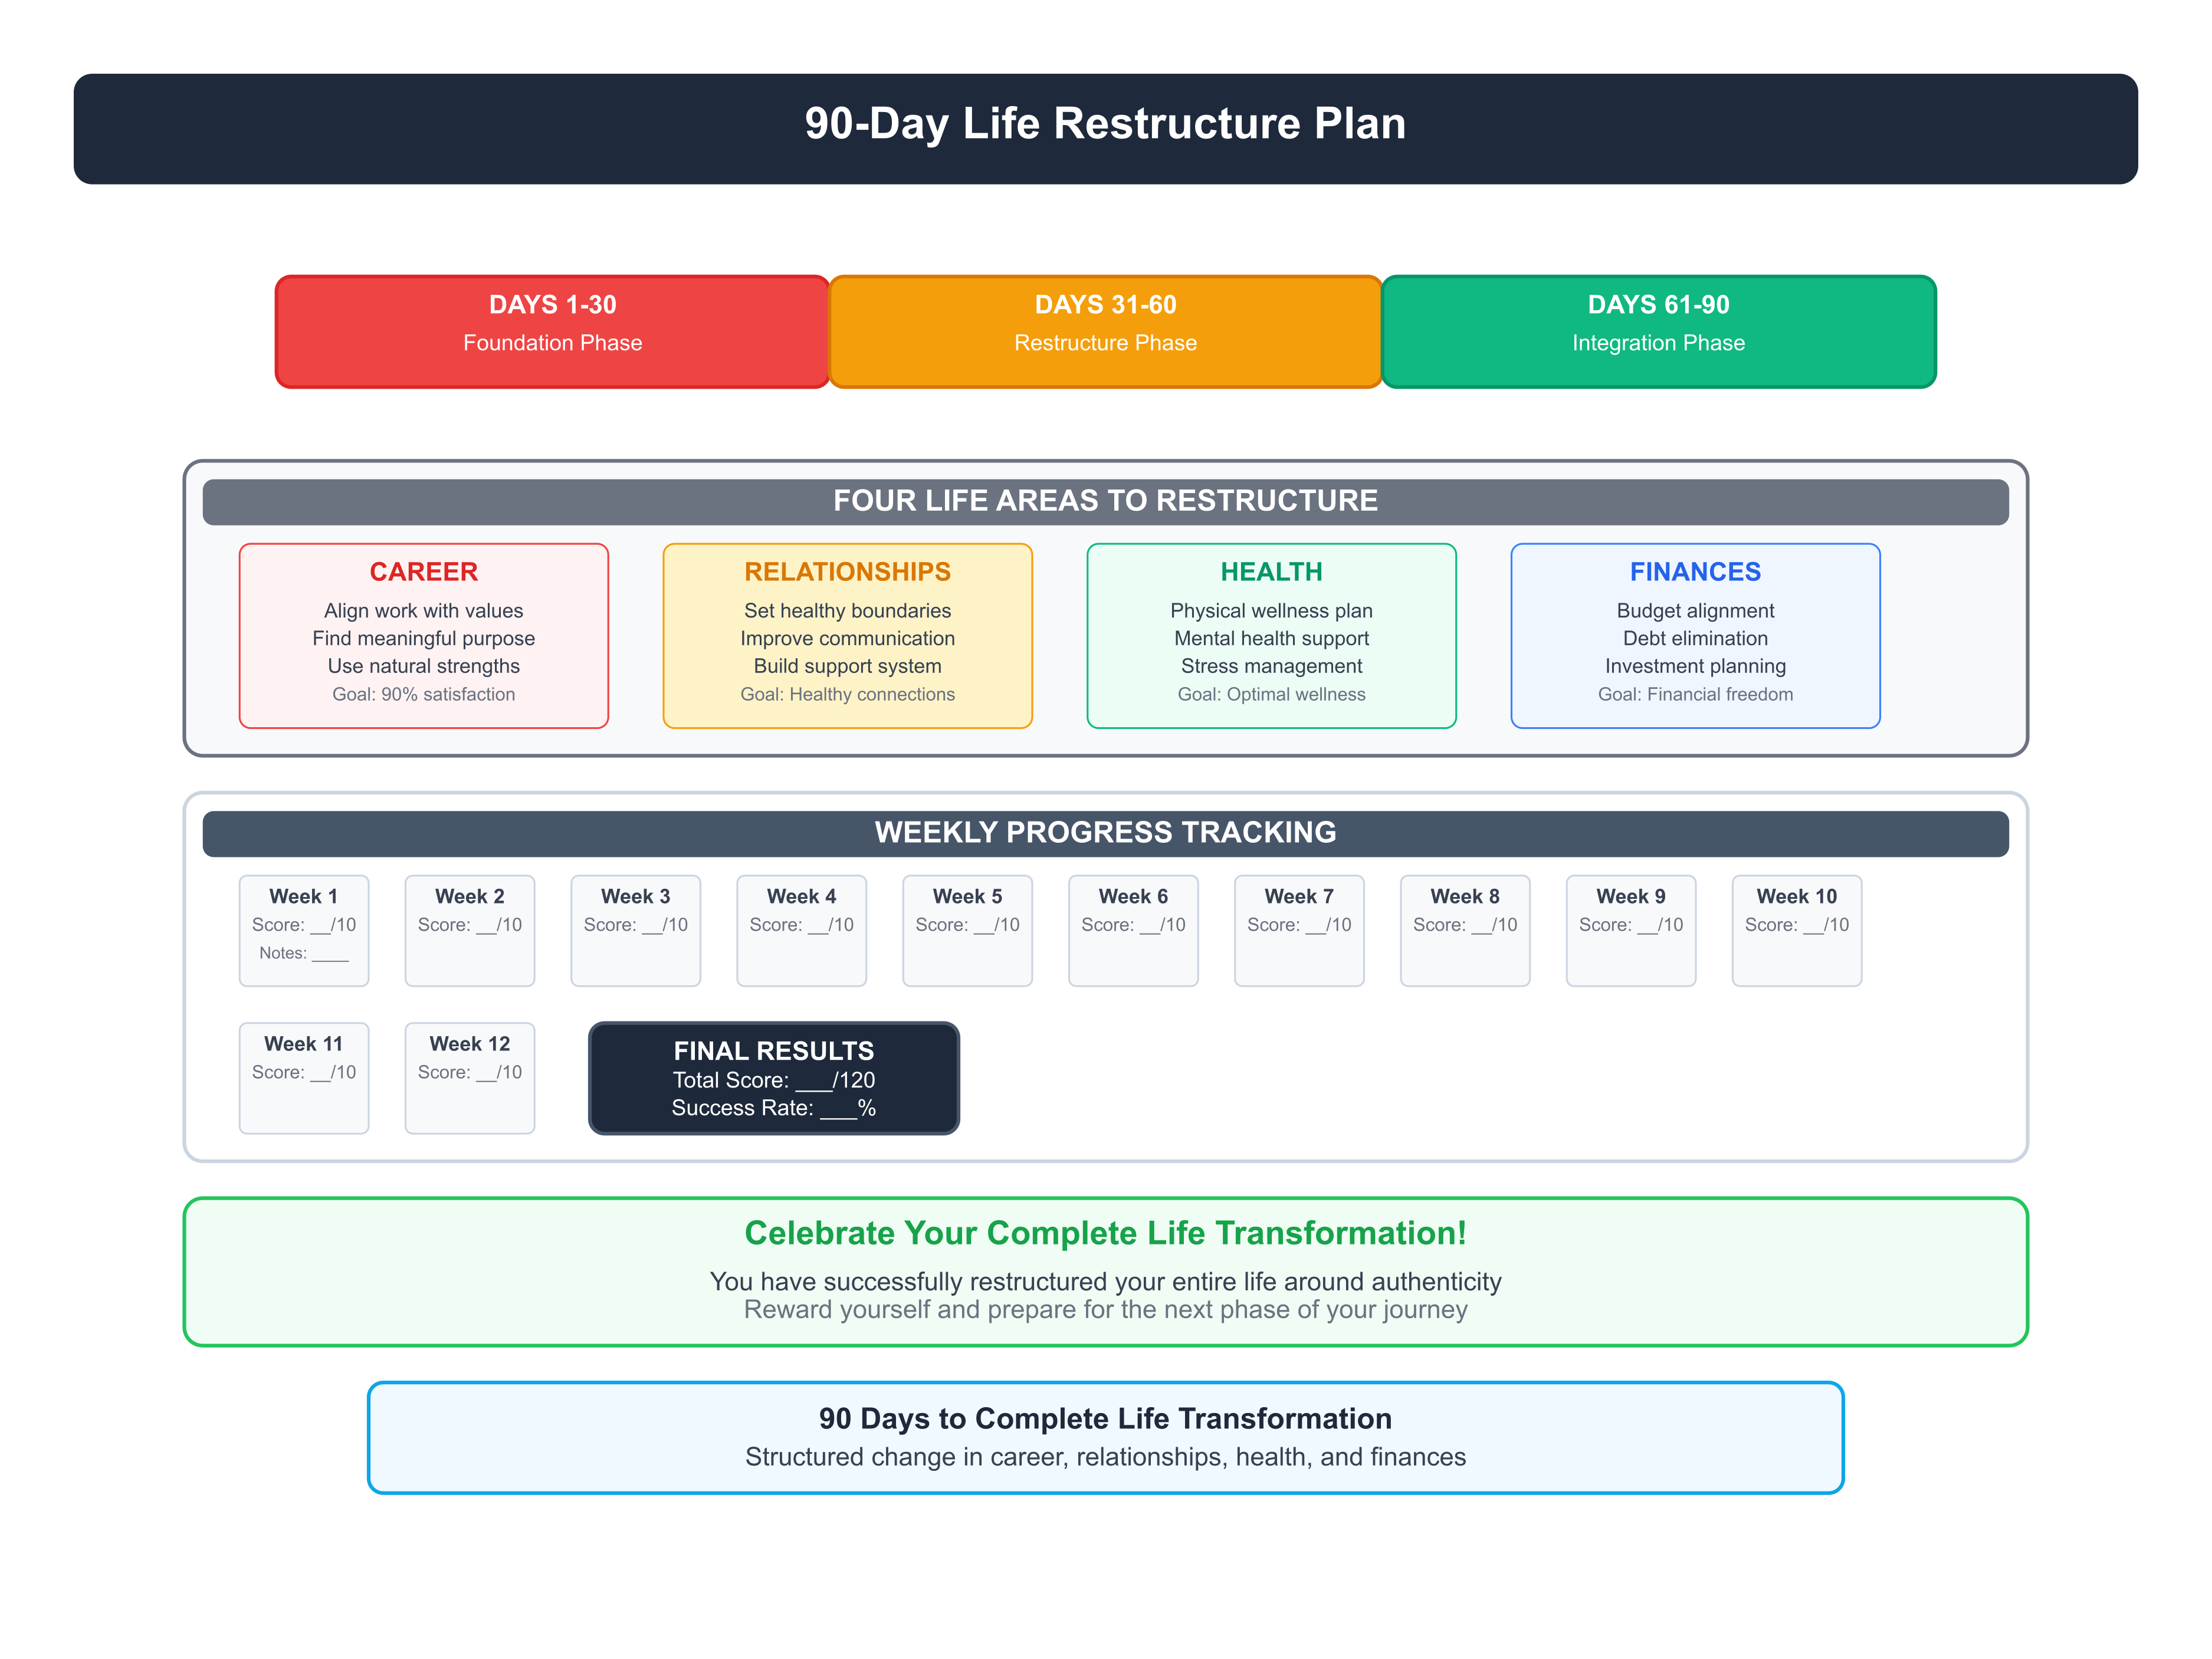 90-Day Life Restructure Plan
DAYS 1-30
Foundation Phase
DAYS 31-60
Restructure Phase
DAYS 61-90
Integration Phase
FOUR LIFE AREAS TO RESTRUCTURE
CAREER
Align work with values
Find meaningful purpose
Use natural strengths
Goal: 90% satisfaction
RELATIONSHIPS
Set healthy boundaries
Improve communication
Build support system
Goal: Healthy connections
HEALTH
Physical wellness plan
Mental health support
Stress management
Goal: Optimal wellness
FINANCES
Budget alignment
Debt elimination
Investment planning
Goal: Financial freedom
WEEKLY PROGRESS TRACKING
Week 1
Score: __/10
Notes: ____
Week 2
Score: __/10
Week 3
Score: __/10
Week 4
Score: __/10
Week 5
Score: __/10
Week 6
Score: __/10
Week 7
Score: __/10
Week 8
Score: __/10
Week 9
Score: __/10
Week 10
Score: __/10
Week 11
Score: __/10
Week 12
Score: __/10
FINAL RESULTS
Total Score: ___/120
Success Rate: ___%
Celebrate Your Complete Life Transformation!
You have successfully restructured your entire life around authenticity
Reward yourself and prepare for the next phase of your journey
90 Days to Complete Life Transformation
Structured change in career, relationships, health, and finances